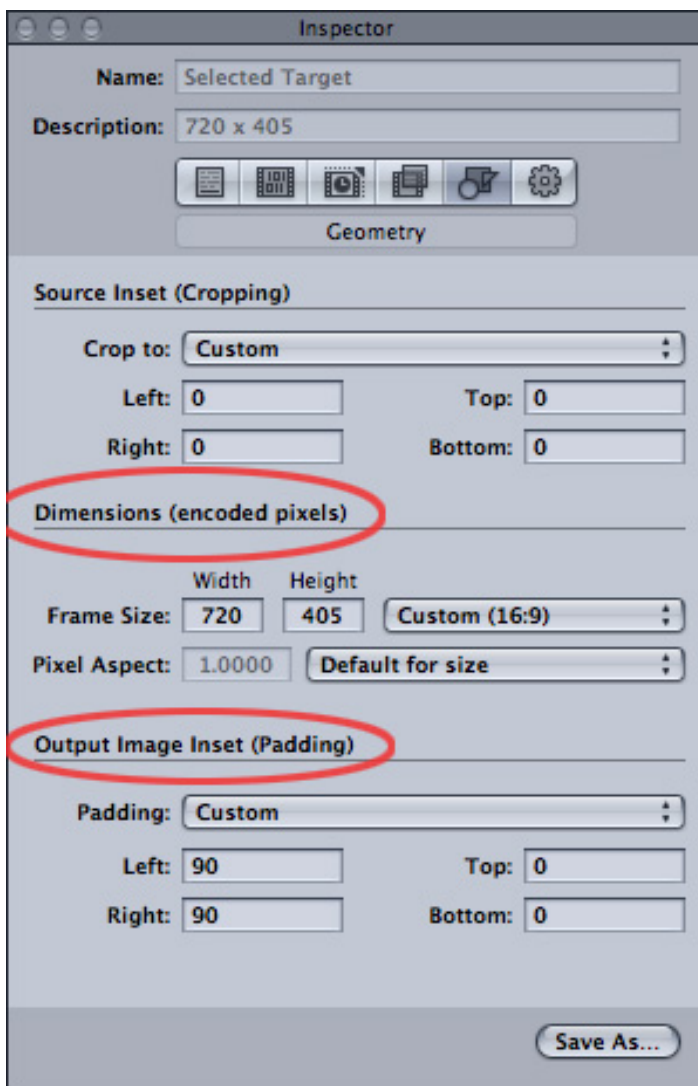 Inspector
Name: Selected Target
Description: 720 x 405
Geometry
Source Inset (Cropping)
Crop to: Custom
Left: 0 Top: 0
Right: 0 Bottom: 0
Dimensions (encoded pixels)
Width Height
Frame Size: 720 405 Custom (16:9)
Pixel Aspect: 1.0000 Default for size
Output Image Inset (Padding)
Padding: Custom
Left: 90 Top: 0
Right: 90 Bottom: 0
Save As...